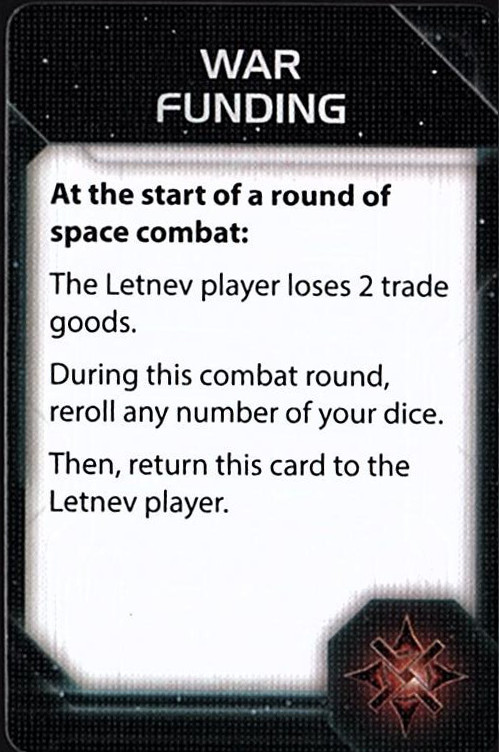 WAR
FUNDING
At the start of a round of
space combat:
The Letnev player loses 2 trade
goods.
During this combat round,
reroll any number of your dice.
Then, return this card to the
Letnev player.